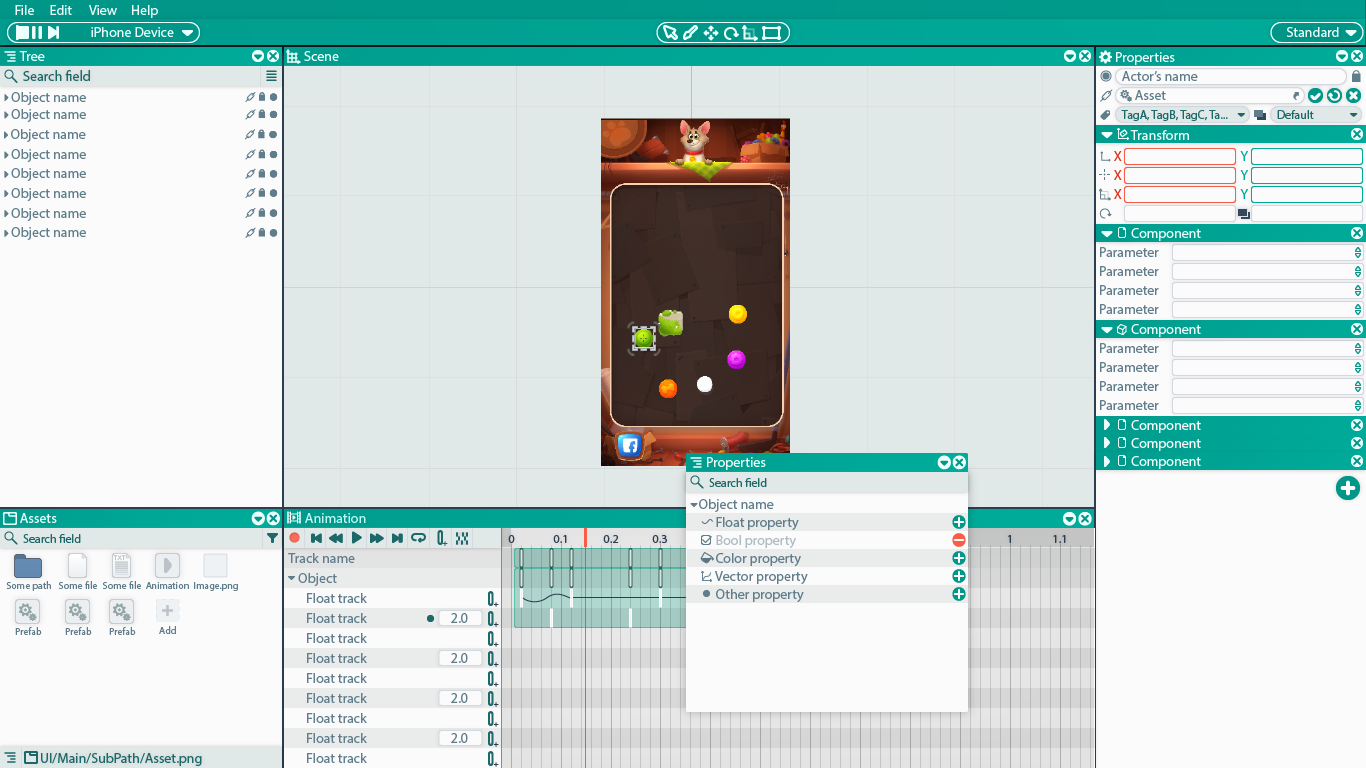 File Edit View Help
iPhone Device
Standard
Tree
Search field
Object name
Object name
Object name
Object name
Object name
Object name
Object name
Object name
Scene
Properties
Actor's name
Asset
TagA, TagB, TagC, Ta...
Default
Transform
X Y
X Y
X Y
Component
Parameter
Parameter
Parameter
Parameter
Component
Parameter
Parameter
Parameter
Parameter
Component
Component
Component
Assets
Search field
Some path
Some file
TXT
Some file
Animation
Image.png
Prefab
Prefab
Prefab
Add
UI/Main/SubPath/Asset.png
Animation
0 0.1 0.2 0.3 1 1.1
Track name
Object
Float track
Float track 2.0
Float track
Float track 2.0
Float track
Float track 2.0
Float track
Float track 2.0
Float track
Properties
Search field
Object name
Float property
Bool property
Color property
Vector property
Other property